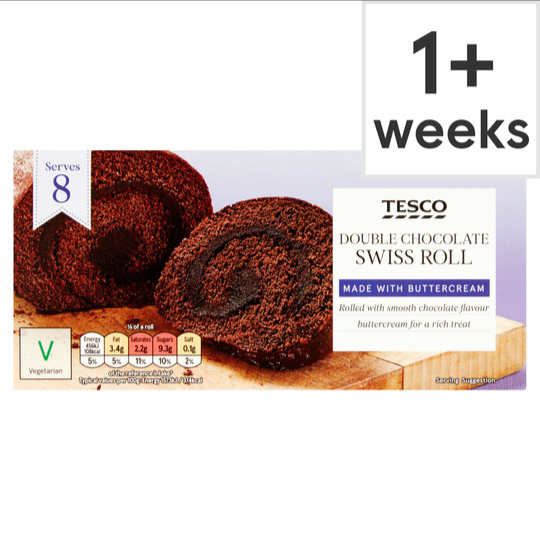 1+
weeks
Serves
8
TESCO
DOUBLE CHOCOLATE
SWISS ROLL
MADE WITH BUTTERCREAM
Rolled with smooth chocolate flavour
buttercream for a rich treat
⅛ of a roll
Energy Fat Saturates Sugars Salt
456kJ
108kcal 3.4g 2.2g 9.3g 0.1g
5% 5% 11% 10% 2%
of the reference intake*
V
Vegetarian
Serving Suggestion